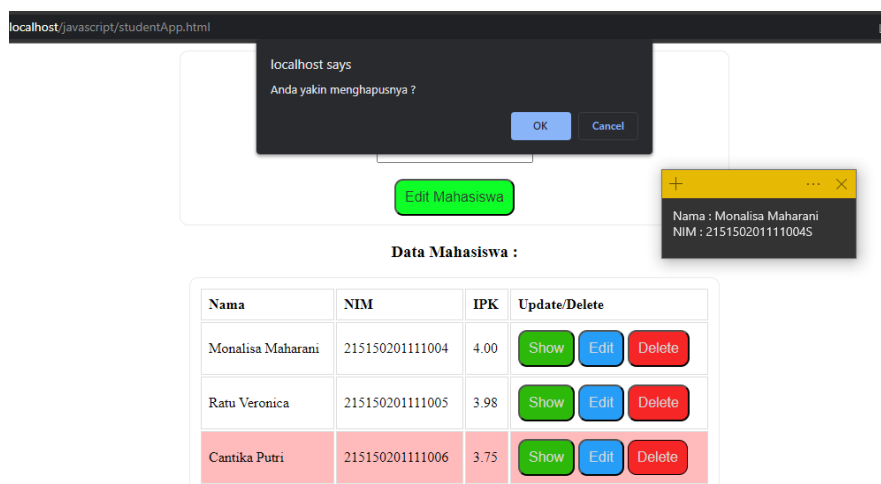 localhost/javascript/studentApp.html
localhost says
Anda yakin menghapusnya ?
OK Cancel
Edit Mahasiswa
Nama : Monalisa Maharani
NIM : 215150201111004S
Data Mahasiswa :
Nama NIM IPK Update/Delete
Monalisa Maharani 215150201111004 4.00 Show Edit Delete
Ratu Veronica 215150201111005 3.98 Show Edit Delete
Cantika Putri 215150201111006 3.75 Show Edit Delete